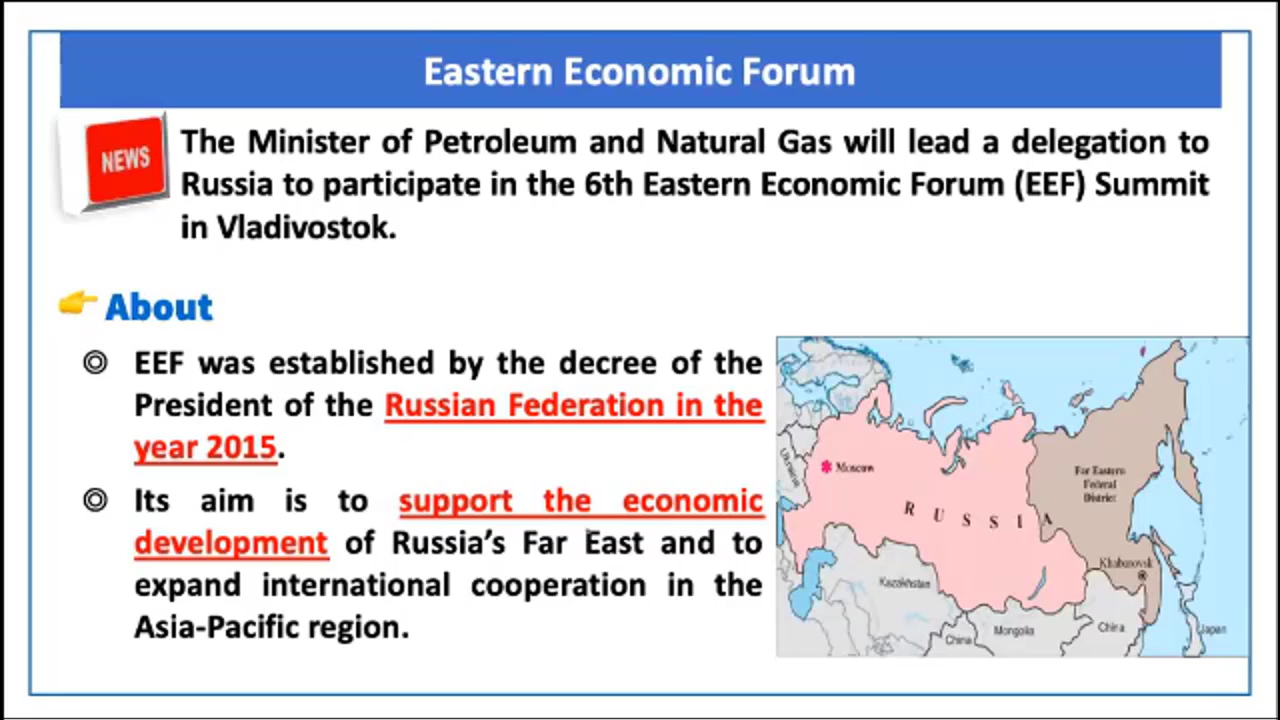 Eastern Economic Forum
NEWS
The Minister of Petroleum and Natural Gas will lead a delegation to
Russia to participate in the 6th Eastern Economic Forum (EEF) Summit
in Vladivostok.
About
EEF was established by the decree of the
President of the Russian Federation in the
year 2015.
Its aim is to support the economic
development of Russia's Far East and to
expand international cooperation in the
Asia-Pacific region.
Ukraine
Moscow
RUSSIA
Far Eastern
Federal
District
Khabarovsk
Kazakhstan
China
Mongolia
China
Japan